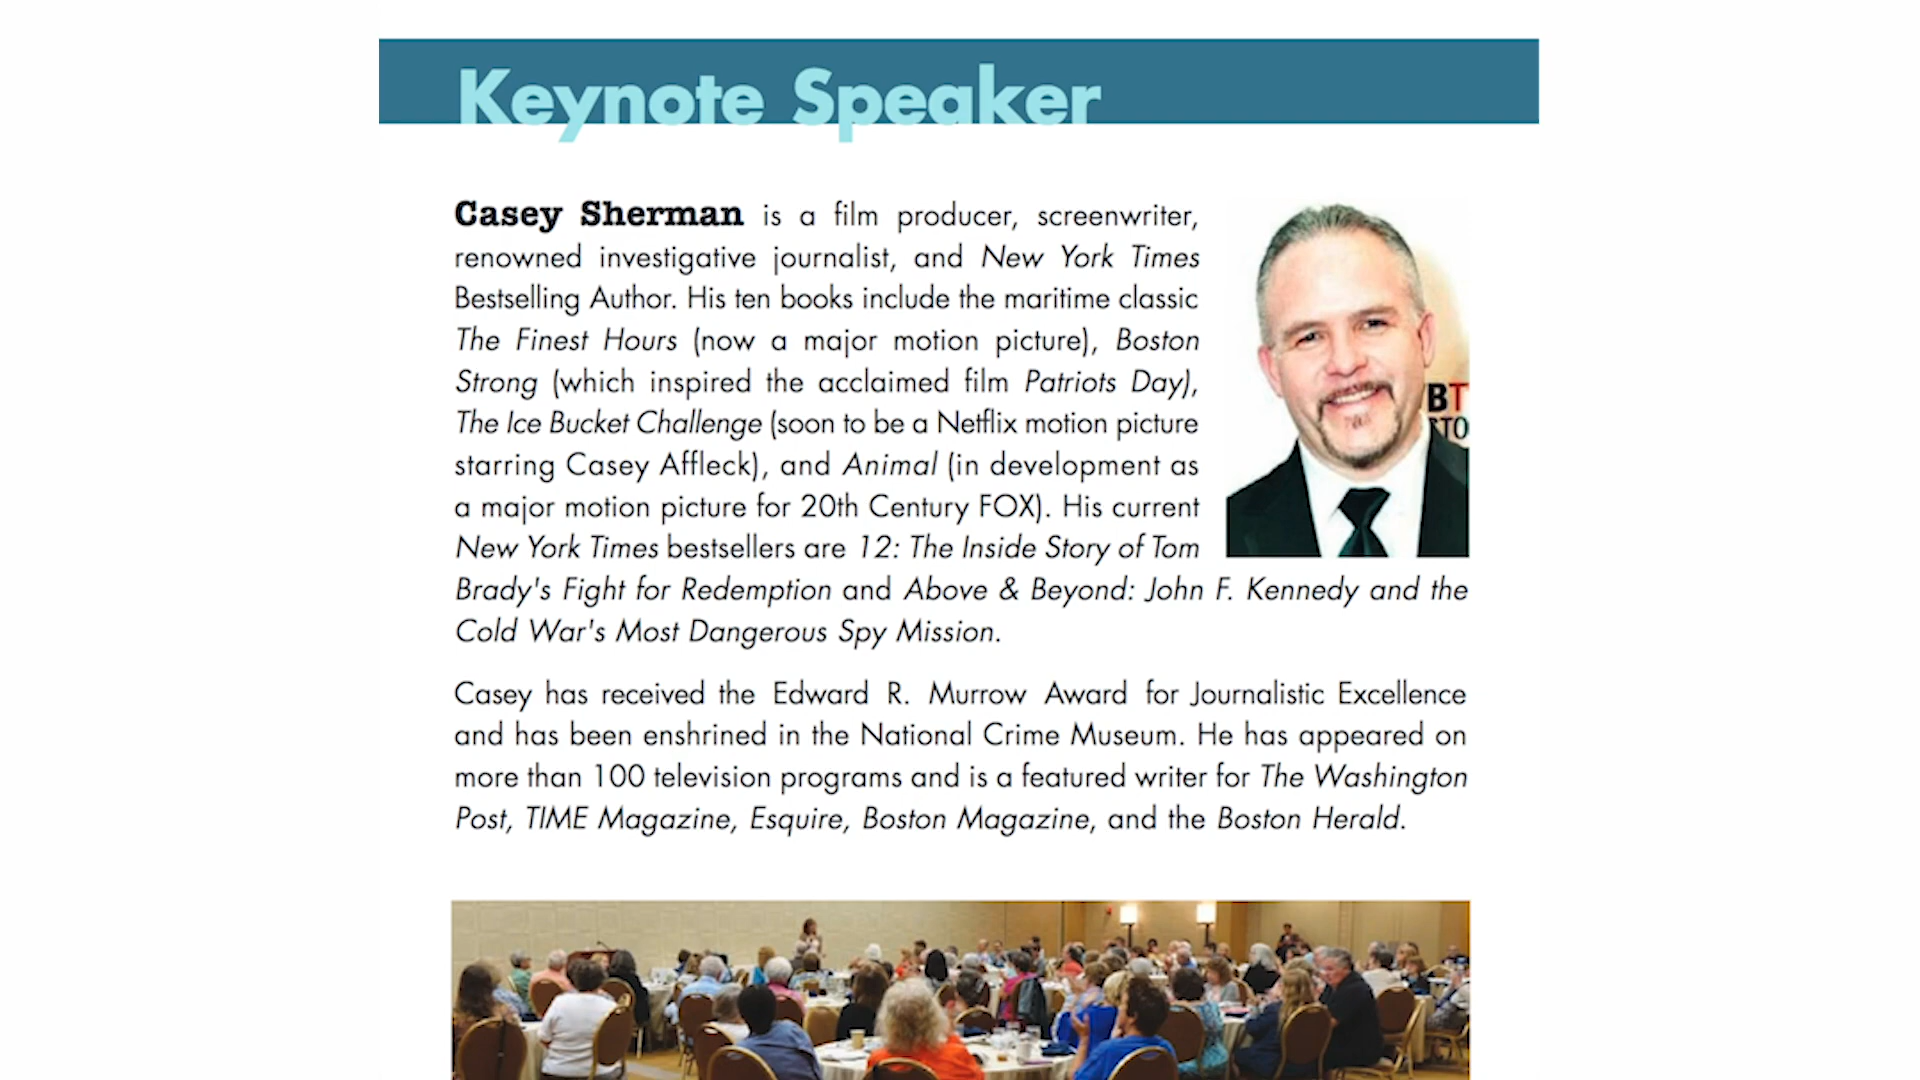 Keynote Speaker
Casey Sherman is a film producer, screenwriter,
renowned investigative journalist, and New York Times
Bestselling Author. His ten books include the maritime classic
The Finest Hours (now a major motion picture), Boston
Strong (which inspired the acclaimed film Patriots Day),
The Ice Bucket Challenge (soon to be a Netflix motion picture
starring Casey Affleck), and Animal (in development as
a major motion picture for 20th Century FOX). His current
New York Times bestsellers are 12: The Inside Story of Tom
Brady's Fight for Redemption and Above & Beyond: John F. Kennedy and the
Cold War's Most Dangerous Spy Mission.
BT
TO
Casey has received the Edward R. Murrow Award for Journalistic Excellence
and has been enshrined in the National Crime Museum. He has appeared on
more than 100 television programs and is a featured writer for The Washington
Post, TIME Magazine, Esquire, Boston Magazine, and the Boston Herald.